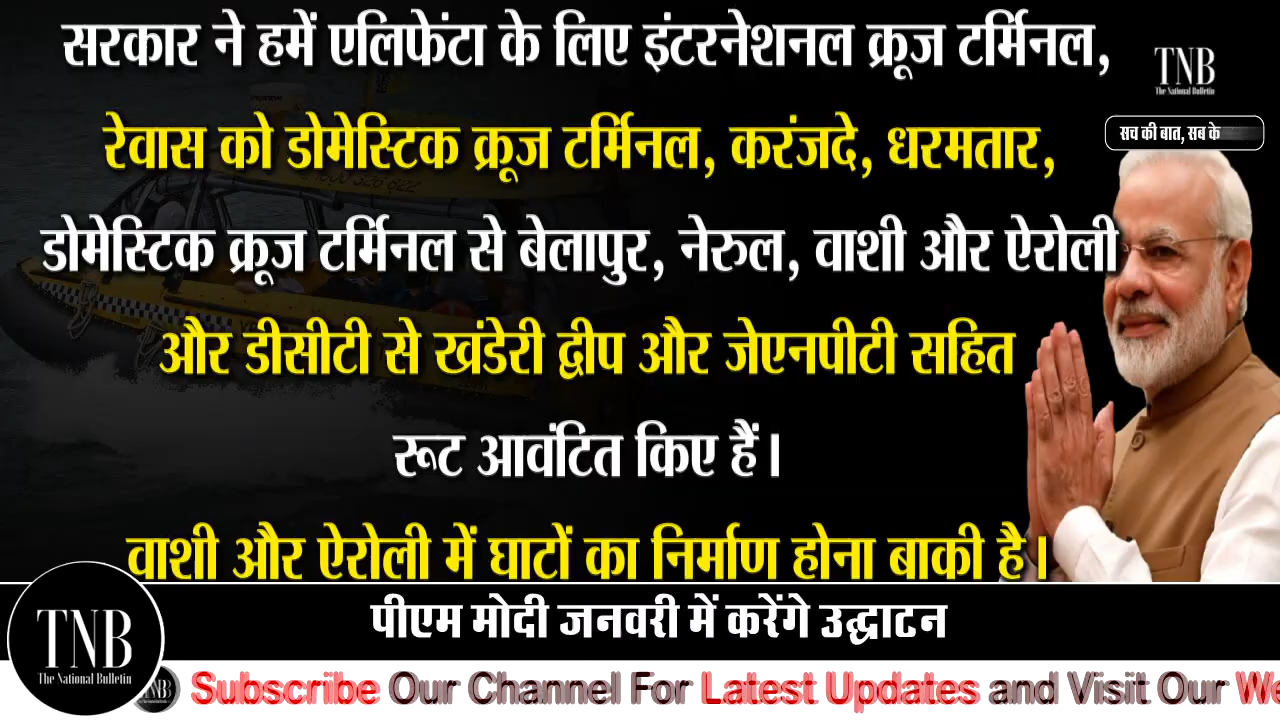 सरकार ने हमें एलिफेंटा के लिए इंटरनेशनल क्रूज टर्मिनल,
TNB
The National Bulletin
सच की बात, सब के
रेवास को डोमेस्टिक क्रूज टर्मिनल, करंजदे, धरमतार,
डोमेस्टिक क्रूज टर्मिनल से बेलापुर, नेरुल, वाशी और ऐरोली
और डीसीटी से खंडेरी द्वीप और जेएनपीटी सहित
रूट आवंटित किए हैं।
वाशी और ऐरोली में घाटों का निर्माण होना बाकी है।
पीएम मोदी जनवरी में करेंगे उद्घाटन
TNB
The National Bulletin
Subscribe Our Channel For Latest Updates and Visit Our We